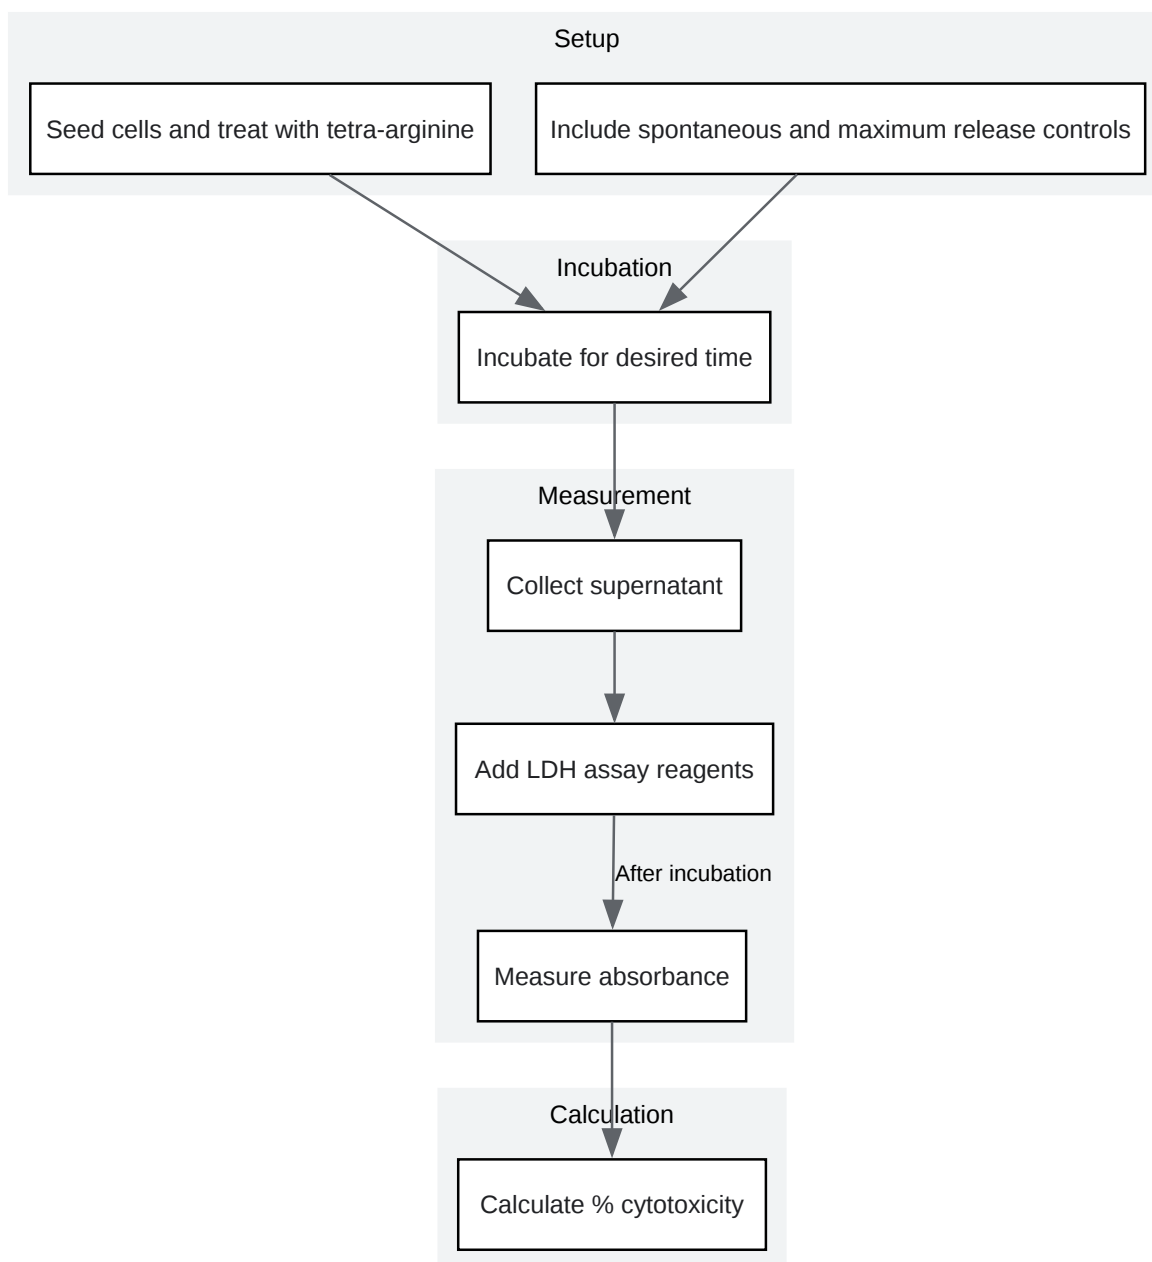 Setup
Seed cells and treat with tetra-arginine
Include spontaneous and maximum release controls
Incubation
Incubate for desired time
Measurement
Collect supernatant
Add LDH assay reagents
After incubation
Measure absorbance
Calculation
Calculate % cytotoxicity